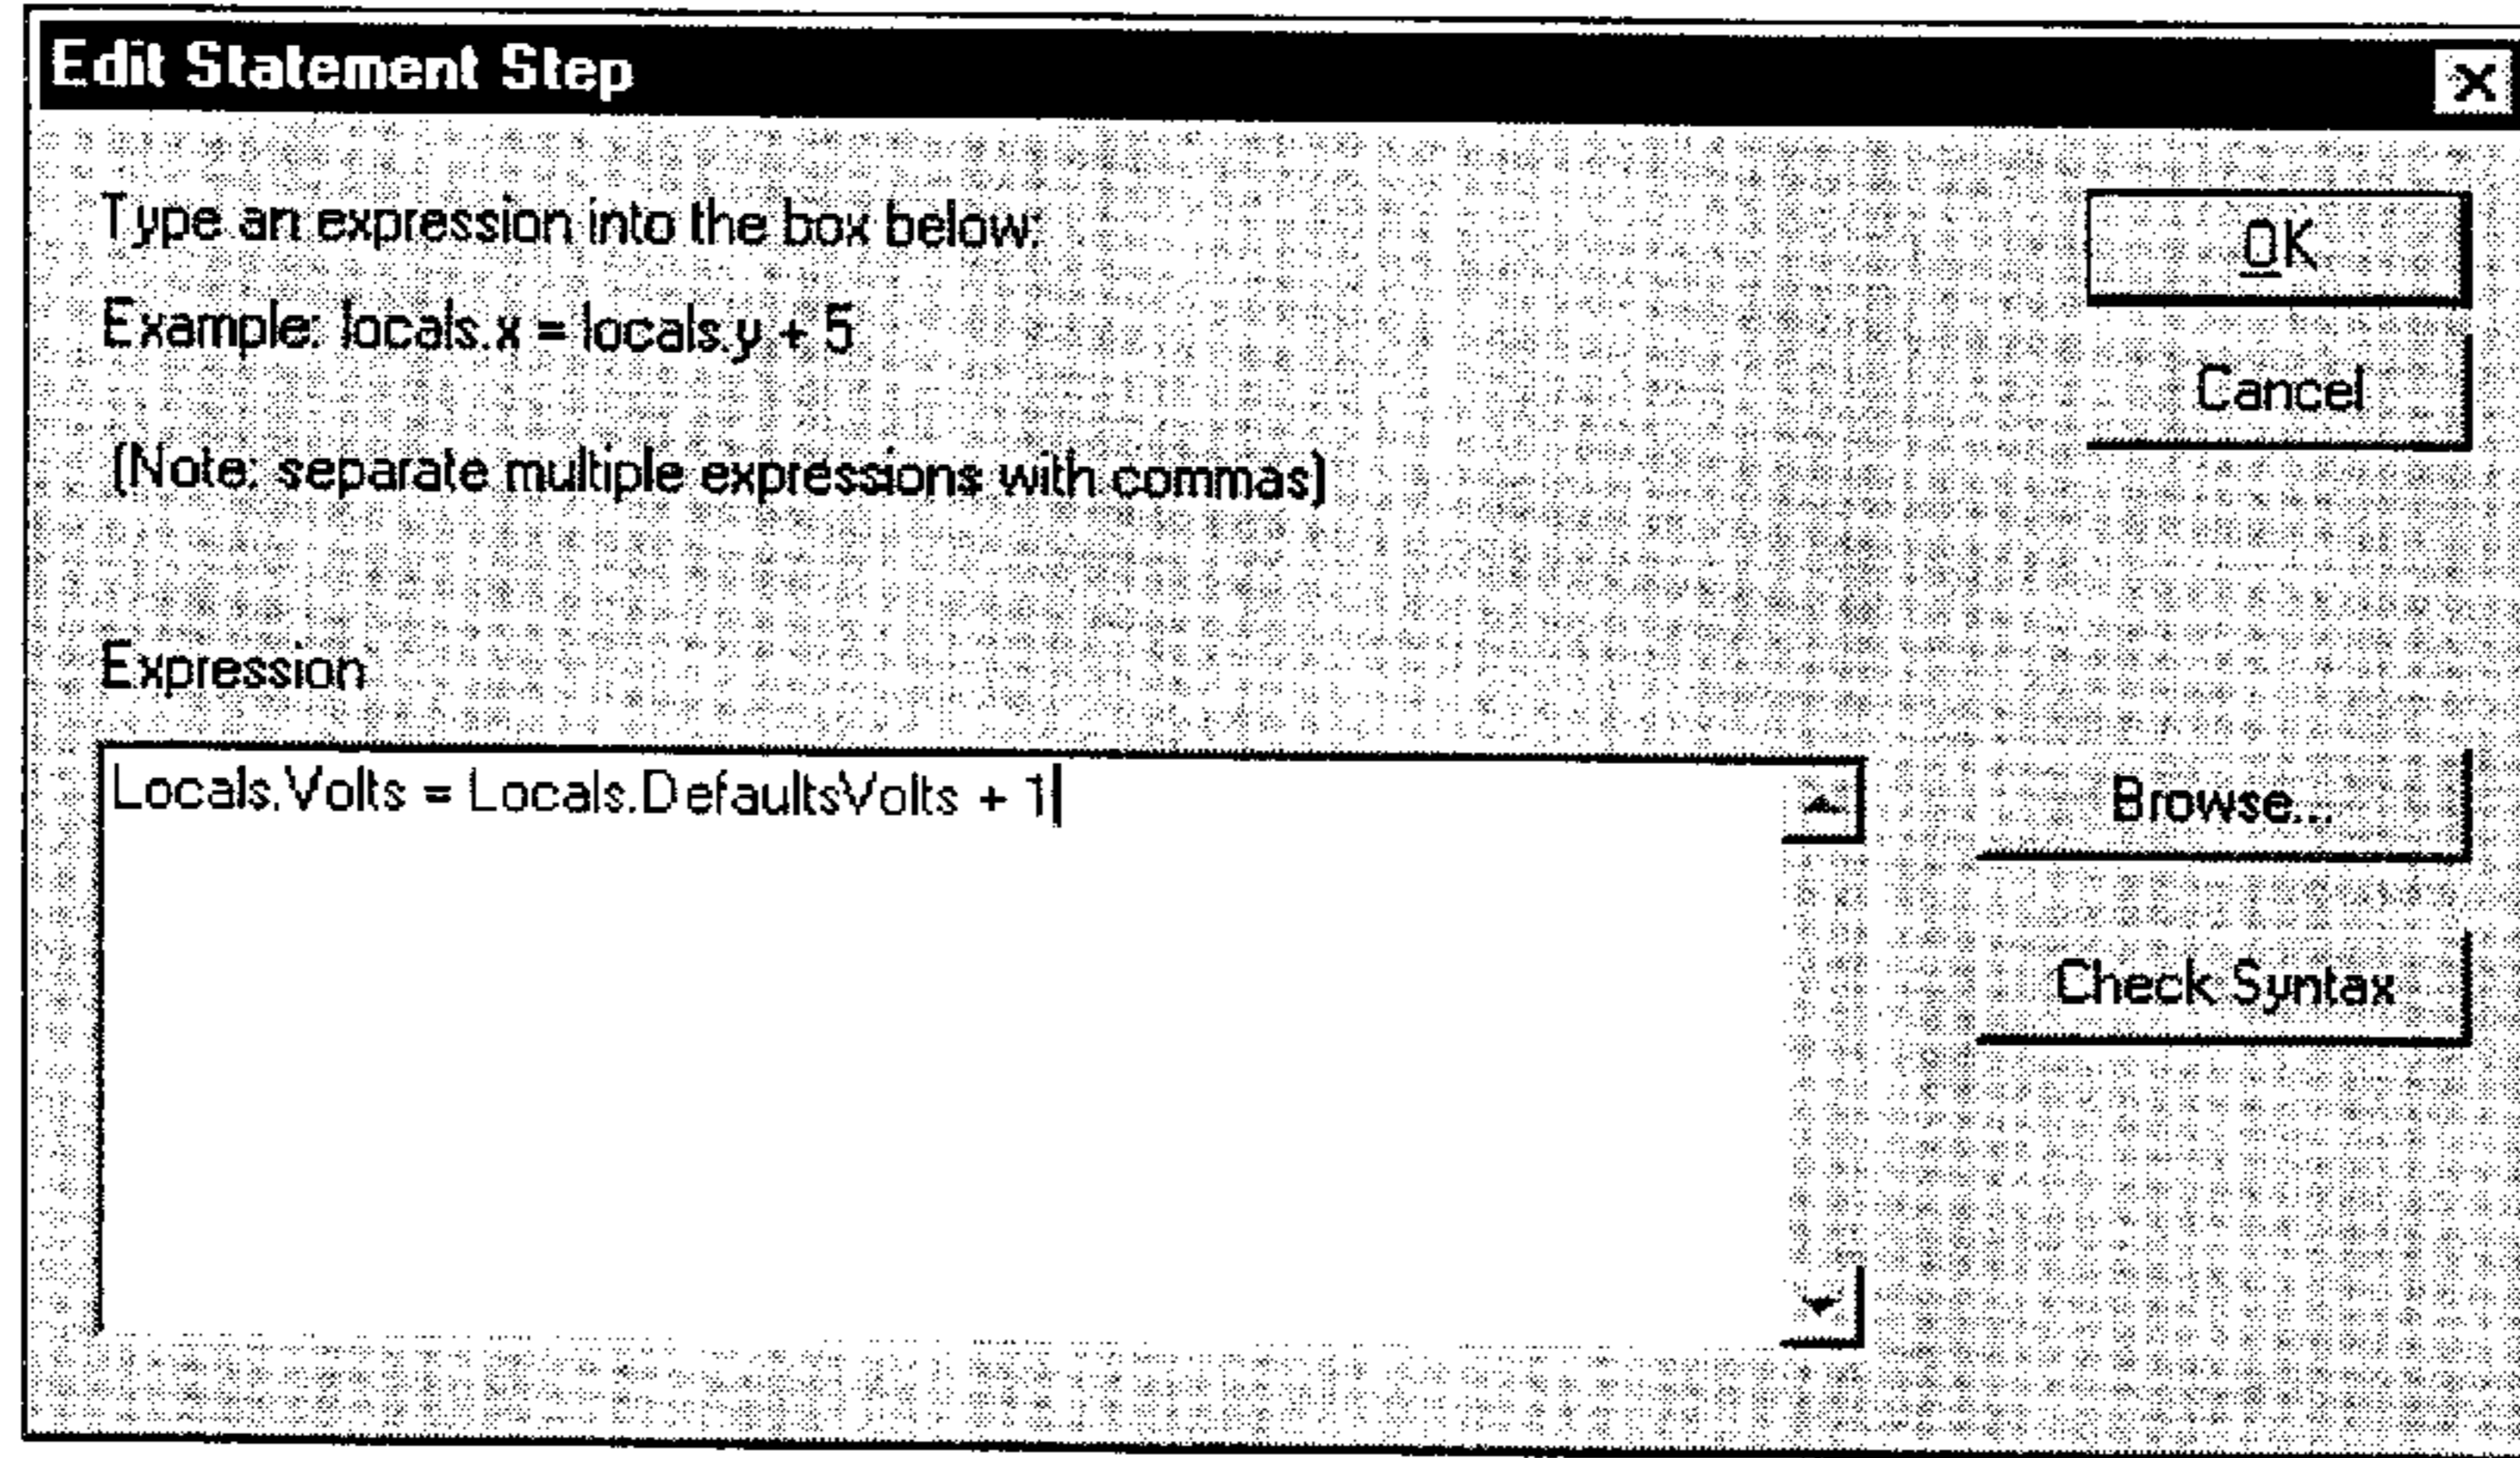 Edit Statement Step
Type an expression into the box below:
OK
Example: locals.x = locals.y + 5
Cancel
(Note: separate multiple expressions with commas)
Expression
Locals.Volts = Locals.DefaultsVolts + 1
Browse...
Check Syntax